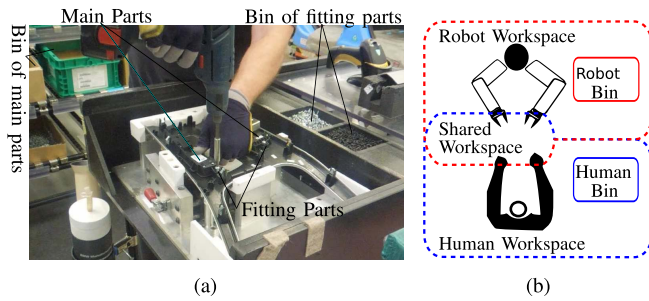 Main Parts
Bin of fitting parts
Bin of main parts
Fitting Parts
(a)
Robot Workspace
Robot
Bin
Shared
Workspace
Human
Bin
Human Workspace
(b)